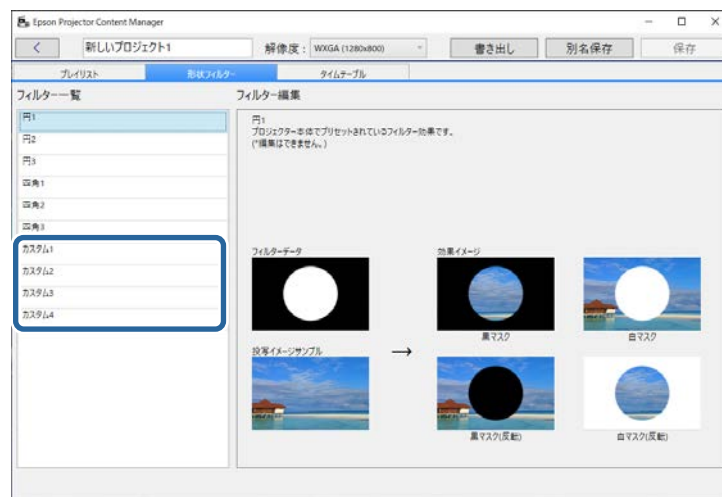 Epson Projector Content Manager
新しいプロジェクト1 解像度： WXGA (1280x800) 書き出し 別名保存 保存
プレイリスト 形状フィルター タイムテーブル
フィルター一覧 フィルター編集
円1
円2
円3
四角1
四角2
四角3
カスタム1
カスタム2
カスタム3
カスタム4
円1
プロジェクター本体でプリセットされているフィルター効果です。
(*編集はできません。)
フィルターデータ 効果イメージ
黒マスク 白マスク
投写イメージサンプル →
黒マスク(反転) 白マスク(反転)